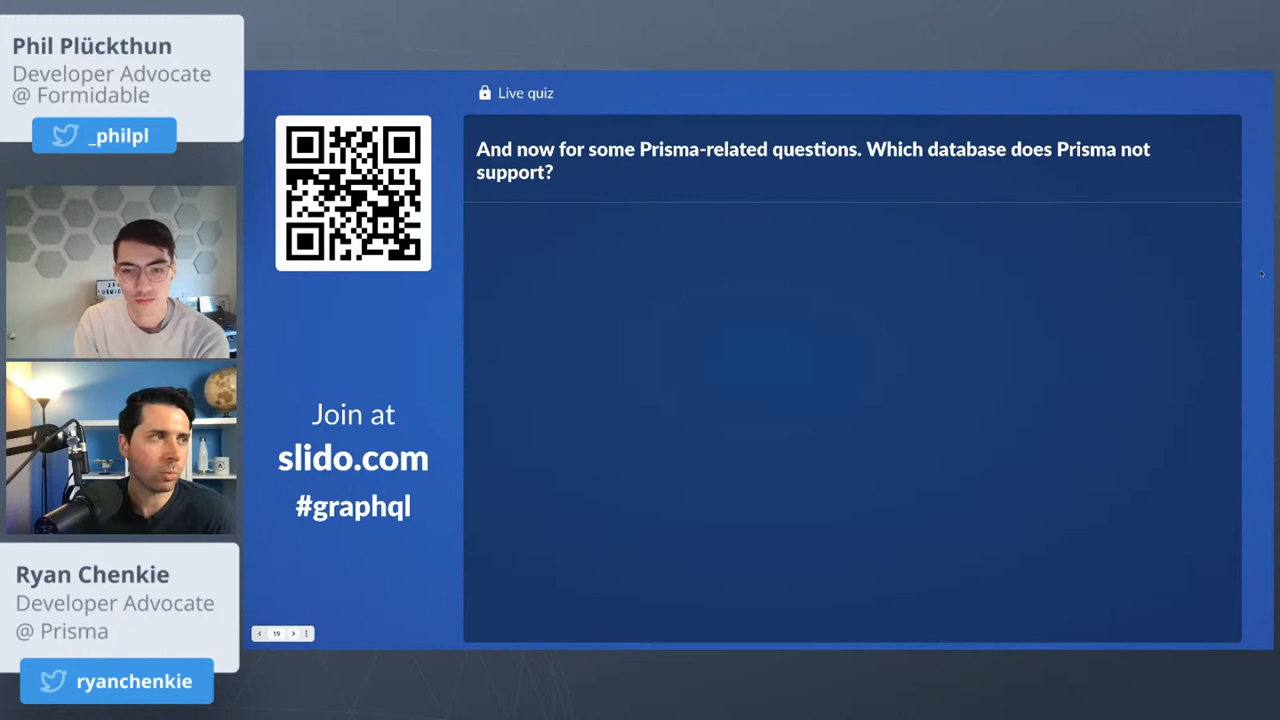 Phil Plückthun
Developer Advocate
@ Formidable
_philpl
Live quiz
And now for some Prisma-related questions. Which database does Prisma not
support?
Join at
slido.com
#graphql
19
Ryan Chenkie
Developer Advocate
@ Prisma
ryanchenkie